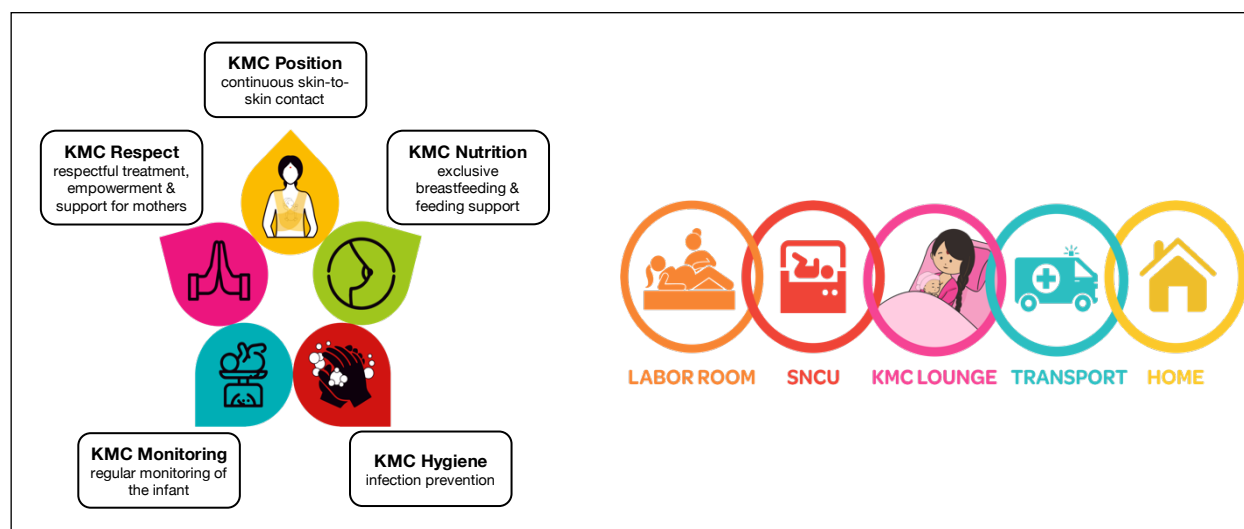 KMC Position
continuous skin-to-
skin contact
KMC Respect
respectful treatment,
empowerment &
support for mothers
KMC Nutrition
exclusive
breastfeeding &
feeding support
KMC Monitoring
regular monitoring of
the infant
KMC Hygiene
infection prevention
LABOR ROOM
SNCU
KMC LOUNGE
TRANSPORT
HOME